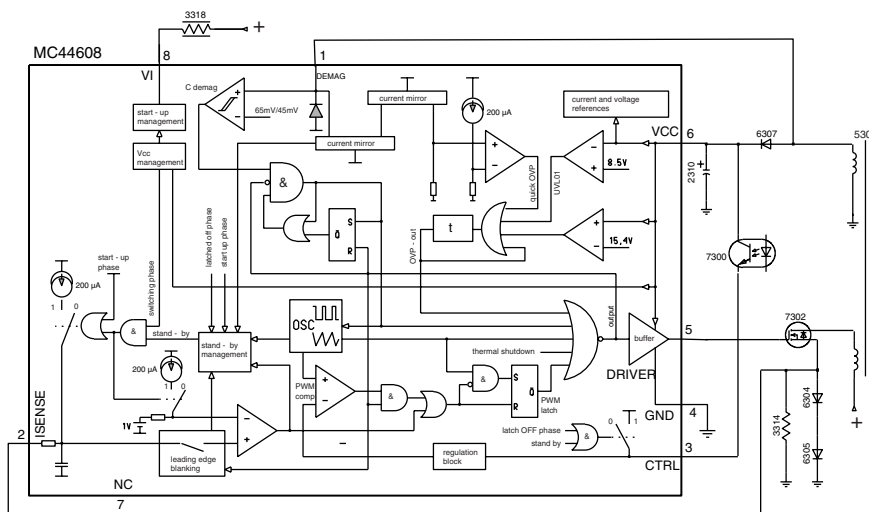 3318
+
MC44608
8
1
VI
DEMAG
C demag
+
65mV/45mV
−
current mirror
200 µA
current and voltage
references
start - up
management
Vcc
management
current mirror
VCC
6
6307
530
2310
+
+
−
quick OVP
UVL01
−
+
8.5V
&
latched off phase
start up phase
S
Q̄
R
OVP - out
t
+
−
15,4V
7300
start - up
phase
switching phase
200 µA
1
0
&
stand - by
stand - by
management
OSC
output
thermal shutdown
buffer
DRIVER
5
7302
200 µA
1
0
PWM
comp
+
−
&
&
S
Q̄
R
PWM
latch
6304
3314
6305
+
GND
4
2
ISENSE
1V
−
+
leading edge
blanking
−
latch OFF phase
stand by
&
0
1
regulation
block
3
CTRL
NC
7